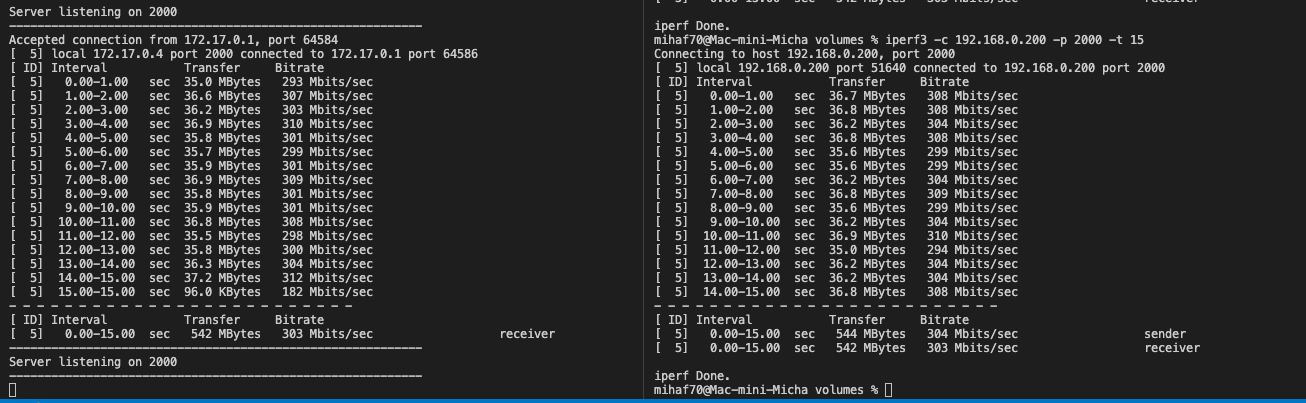 Server listening on 2000
-----------------------------------------------------------
Accepted connection from 172.17.0.1, port 64584
[  5] local 172.17.0.4 port 2000 connected to 172.17.0.1 port 64586
[ ID] Interval           Transfer     Bitrate
[  5]   0.00-1.00   sec  35.0 MBytes   293 Mbits/sec
[  5]   1.00-2.00   sec  36.6 MBytes   307 Mbits/sec
[  5]   2.00-3.00   sec  36.2 MBytes   303 Mbits/sec
[  5]   3.00-4.00   sec  36.9 MBytes   310 Mbits/sec
[  5]   4.00-5.00   sec  35.8 MBytes   301 Mbits/sec
[  5]   5.00-6.00   sec  35.7 MBytes   299 Mbits/sec
[  5]   6.00-7.00   sec  35.9 MBytes   301 Mbits/sec
[  5]   7.00-8.00   sec  36.9 MBytes   309 Mbits/sec
[  5]   8.00-9.00   sec  35.8 MBytes   301 Mbits/sec
[  5]   9.00-10.00  sec  35.9 MBytes   301 Mbits/sec
[  5]  10.00-11.00  sec  36.8 MBytes   308 Mbits/sec
[  5]  11.00-12.00  sec  35.5 MBytes   298 Mbits/sec
[  5]  12.00-13.00  sec  35.8 MBytes   300 Mbits/sec
[  5]  13.00-14.00  sec  36.3 MBytes   304 Mbits/sec
[  5]  14.00-15.00  sec  37.2 MBytes   312 Mbits/sec
[  5]  15.00-15.00  sec  96.0 KBytes   182 Mbits/sec
- - - - - - - - - - - - - - - - - - - - - - - - -
[ ID] Interval           Transfer     Bitrate
[  5]   0.00-15.00  sec   542 MBytes   303 Mbits/sec                  receiver
-----------------------------------------------------------
Server listening on 2000
-----------------------------------------------------------
iperf Done.
mihaf70@Mac-mini-Micha volumes % iperf3 -c 192.168.0.200 -p 2000 -t 15
Connecting to host 192.168.0.200, port 2000
[  5] local 192.168.0.200 port 51640 connected to 192.168.0.200 port 2000
[ ID] Interval           Transfer     Bitrate
[  5]   0.00-1.00   sec  36.7 MBytes   308 Mbits/sec
[  5]   1.00-2.00   sec  36.8 MBytes   308 Mbits/sec
[  5]   2.00-3.00   sec  36.2 MBytes   304 Mbits/sec
[  5]   3.00-4.00   sec  36.8 MBytes   308 Mbits/sec
[  5]   4.00-5.00   sec  35.6 MBytes   299 Mbits/sec
[  5]   5.00-6.00   sec  35.6 MBytes   299 Mbits/sec
[  5]   6.00-7.00   sec  36.2 MBytes   304 Mbits/sec
[  5]   7.00-8.00   sec  36.8 MBytes   309 Mbits/sec
[  5]   8.00-9.00   sec  35.6 MBytes   299 Mbits/sec
[  5]   9.00-10.00  sec  36.2 MBytes   304 Mbits/sec
[  5]  10.00-11.00  sec  36.9 MBytes   310 Mbits/sec
[  5]  11.00-12.00  sec  35.0 MBytes   294 Mbits/sec
[  5]  12.00-13.00  sec  36.2 MBytes   304 Mbits/sec
[  5]  13.00-14.00  sec  36.2 MBytes   304 Mbits/sec
[  5]  14.00-15.00  sec  36.8 MBytes   308 Mbits/sec
- - - - - - - - - - - - - - - - - - - - - - - - -
[ ID] Interval           Transfer     Bitrate
[  5]   0.00-15.00  sec   544 MBytes   304 Mbits/sec                  sender
[  5]   0.00-15.00  sec   542 MBytes   303 Mbits/sec                  receiver
iperf Done.
mihaf70@Mac-mini-Micha volumes %